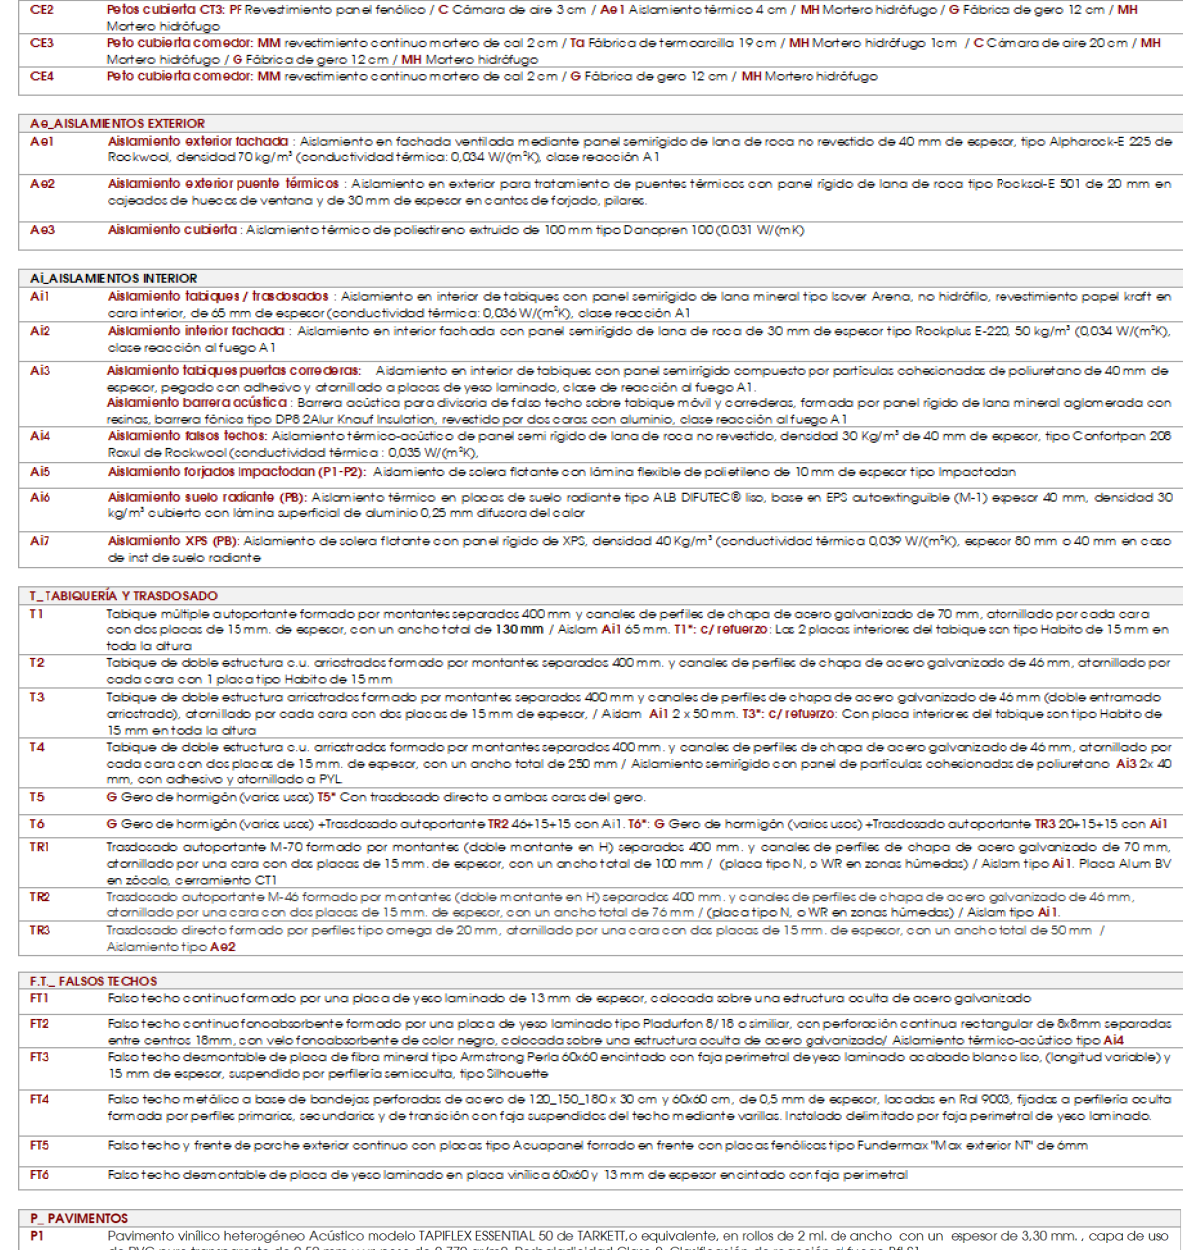 CE2 Petos cubierta CT3: PF Revestimiento panel fenólico / C Cámara de aire 3 cm / Ae1 Aislamiento térmico 4 cm / MH Mortero hidrófugo / G Fábrica de gero 12 cm / MH
Mortero hidrófugo
CE3 Peto cubierta comedor: MM revestimiento continuo mortero de cal 2 cm / Ta Fábrica de termoarcilla 19 cm / MH Mortero hidrófugo 1cm / C Cámara de aire 20 cm / MH
Mortero hidrófugo / G Fábrica de gero 12 cm / MH Mortero hidrófugo
CE4 Peto cubierta comedor: MM revestimiento continuo mortero de cal 2 cm / G Fábrica de gero 12 cm / MH Mortero hidrófugo
Ae_AISLAMIENTOS EXTERIOR
Ae1 Aislamiento exterior fachada : Aislamiento en fachada ventilada mediante panel semirígido de lana de roca no revestido de 40 mm de espesor, tipo Alpharock-E 225 de
Rockwool, densidad 70 kg/m³ (conductividad térmica: 0,034 W/(m²K), clase reacción A1
Ae2 Aislamiento exterior puente térmicos : Aislamiento en exterior para tratamiento de puentes térmicos con panel rígido de lana de roca tipo Rocksol-E 501 de 20 mm en
cajeados de huecos de ventana y de 30 mm de espesor en cantos de forjado, pilares.
Ae3 Aislamiento cubierta : Aislamiento térmico de poliestireno extruido de 100 mm tipo Danopren 100 (0.031 W/(mK)
Ai_AISLAMIENTOS INTERIOR
Ai1 Aislamiento tabiques / trasdosados : Aislamiento en interior de tabiques con panel semirígido de lana mineral tipo Isover Arena, no hidrófilo, revestimiento papel kraft en
cara interior, de 65 mm de espesor (conductividad térmica: 0,036 W/(m²K), clase reacción A1
Ai2 Aislamiento interior fachada : Aislamiento en interior fachada con panel semirígido de lana de roca de 30 mm de espesor tipo Rockplus E-220, 50 kg/m³ (0,034 W/(m²K),
clase reacción al fuego A1
Ai3 Aislamiento tabiques puertas correderas: Aislamiento en interior de tabiques con panel semirrígido compuesto por partículas cohesionadas de poliuretano de 40 mm de
espesor, pegado con adhesivo y atornillado a placas de yeso laminado, clase de reacción al fuego A1.
Aislamiento barrera acústica : Barrera acústica para divisoria de falso techo sobre tabique móvil y correderas, formada por panel rígido de lana mineral aglomerada con
resinas, barrera fónica tipo DP8 2Alur Knauf Insulation, revestido por dos caras con aluminio, clase reacción al fuego A1
Ai4 Aislamiento falsos techos: Aislamiento térmico-acústico de panel semi rígido de lana de roca no revestido, densidad 30 Kg/m³ de 40 mm de espesor, tipo Confortpan 208
Roxul de Rockwool (conductividad térmica : 0,035 W/(m²K),
Ai5 Aislamiento forjados Impactodan (P1-P2): Aislamiento de solera flotante con lámina flexible de polietileno de 10 mm de espesor tipo Impactodan
Ai6 Aislamiento suelo radiante (PB): Aislamiento térmico en placas de suelo radiante tipo ALB DIFUTEC® liso, base en EPS autoextinguible (M-1) espesor 40 mm, densidad 30
kg/m³ cubierto con lámina superficial de aluminio 0,25 mm difusora del calor
Ai7 Aislamiento XPS (PB): Aislamiento de solera flotante con panel rígido de XPS, densidad 40 Kg/m³ (conductividad térmica 0,039 W/(m²K), espesor 80 mm o 40 mm en caso
de inst de suelo radiante
T_TABIQUERÍA Y TRASDOSADO
T1 Tabique múltiple autoportante formado por montantes separados 400 mm y canales de perfiles de chapa de acero galvanizado de 70 mm, atornillado por cada cara
con dos placas de 15 mm. de espesor, con un ancho total de 130 mm / Aislam Ai1 65 mm. T1*: c/ refuerzo: Las 2 placas interiores del tabique son tipo Habito de 15 mm en
toda la altura
T2 Tabique de doble estructura c.u. arriostrados formado por montantes separados 400 mm. y canales de perfiles de chapa de acero galvanizado de 46 mm, atornillado por
cada cara con 1 placa tipo Habito de 15 mm
T3 Tabique de doble estructura arriostrados formado por montantes separados 400 mm y canales de perfiles de chapa de acero galvanizado de 46 mm (doble entramado
arriostrado), atornillado por cada cara con dos placas de 15 mm de espesor, / Aislam Ai1 2 x 50 mm. T3*: c/ refuerzo: Con placa interiores del tabique son tipo Habito de
15 mm en toda la altura
T4 Tabique de doble estructura c.u. arriostrados formado por montantes separados 400 mm. y canales de perfiles de chapa de acero galvanizado de 46 mm, atornillado por
cada cara con dos placas de 15 mm. de espesor, con un ancho total de 250 mm / Aislamiento semirígido con panel de partículas cohesionadas de poliuretano Ai3 2x 40
mm, con adhesivo y atornillado a PYL
T5 G Gero de hormigón (varios usos) T5* Con trasdosado directo a ambas caras del gero.
T6 G Gero de hormigón (varios usos) +Trasdosado autoportante TR2 46+15+15 con Ai1. T6*: G Gero de hormigón (varios usos) +Trasdosado autoportante TR3 20+15+15 con Ai1
TR1 Trasdosado autoportante M-70 formado por montantes (doble montante en H) separados 400 mm. y canales de perfiles de chapa de acero galvanizado de 70 mm,
atornillado por una cara con dos placas de 15 mm. de espesor, con un ancho total de 100 mm / (placa tipo N, o WR en zonas húmedas) / Aislam tipo Ai1. Placa Alum BV
en zócalo, cerramiento CT1
TR2 Trasdosado autoportante M-46 formado por montantes (doble montante en H) separados 400 mm. y canales de perfiles de chapa de acero galvanizado de 46 mm,
atornillado por una cara con dos placas de 15 mm. de espesor, con un ancho total de 76 mm / (placa tipo N, o WR en zonas húmedas) / Aislam tipo Ai1.
TR3 Trasdosado directo formado por perfiles tipo omega de 20 mm, atornillado por una cara con dos placas de 15 mm. de espesor, con un ancho total de 50 mm /
Aislamiento tipo Ae2
F.T._ FALSOS TECHOS
FT1 Falso techo continuo formado por una placa de yeso laminado de 13 mm de espesor, colocada sobre una estructura oculta de acero galvanizado
FT2 Falso techo continuo fonoabsorbente formado por una placa de yeso laminado tipo Pladurfon 8/18 o similiar, con perforación continua rectangular de 8x8mm separadas
entre centros 18mm, con velo fonoabsorbente de color negro, colocada sobre una estructura oculta de acero galvanizado/ Aislamiento térmico-acústico tipo Ai4
FT3 Falso techo desmontable de placa de fibra mineral tipo Armstrong Perla 60x60 encintado con faja perimetral de yeso laminado acabado blanco liso, (longitud variable) y
15 mm de espesor, suspendido por perfilería semioculta, tipo Silhouette
FT4 Falso techo metálico a base de bandejas perforadas de acero de 120_150_180 x 30 cm y 60x60 cm, de 0,5 mm de espesor, lacadas en Ral 9003, fijadas a perfilería oculta
formada por perfiles primarios, secundarios y de transición con faja suspendidos del techo mediante varillas. Instalado delimitado por faja perimetral de yeso laminado.
FT5 Falso techo y frente de porche exterior continuo con placas tipo Acuapanel forrado en frente con placas fenólicas tipo Fundermax "Max exterior NT" de 6mm
FT6 Falso techo desmontable de placa de yeso laminado en placa vinílica 60x60 y 13 mm de espesor encintado con faja perimetral
P_ PAVIMENTOS
P1 Pavimento vinílico heterogéneo Acústico modelo TAPIFLEX ESSENTIAL 50 de TARKETT,o equivalente, en rollos de 2 ml. de ancho con un espesor de 3,30 mm. , capa de uso